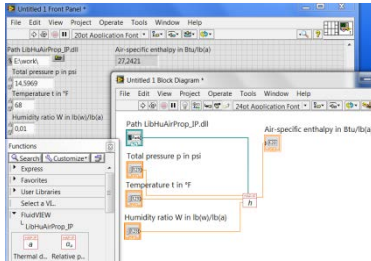 Untitled 1 Front Panel *
File Edit View Project Operate Tools Window Help
20pt Application Font
Path LibHuAirProp_IP.dll
E:\work\
Air-specific enthalpy in Btu/lb(a)
27,2421
Total pressure p in psi
14,5969
Temperature t in °F
68
Humidity ratio W in lb(w)/lb(a)
0,01
Functions
Search
Customize
Express
Favorites
User Libraries
Select a VI...
FluidVIEW
LibHuAirProp_IP
a
Thermal d...
Relative p...
Untitled 1 Block Diagram *
File Edit View Project Operate Tools Window Help
24pt Application Font
Path LibHuAirProp_IP.dll
Air-specific enthalpy in Btu/lb(a
Total pressure p in psi
Temperature t in °F
Humidity ratio W in lb(w)/lb(a)
h